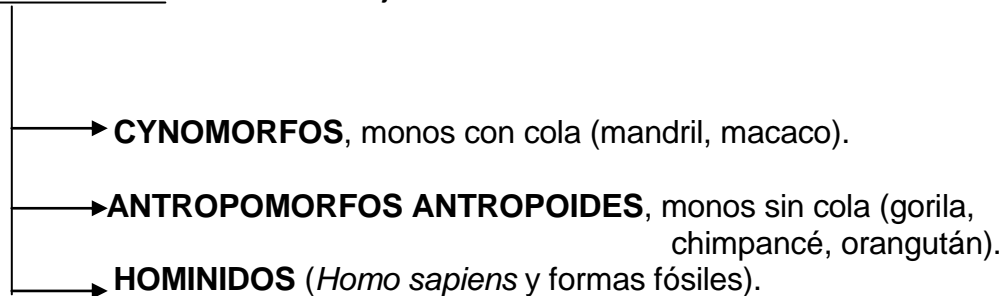 CYNOMORFOS, monos con cola (mandril, macaco).
ANTROPOMORFOS ANTROPOIDES, monos sin cola (gorila,
chimpancé, orangután).
HOMINIDOS (Homo sapiens y formas fósiles).